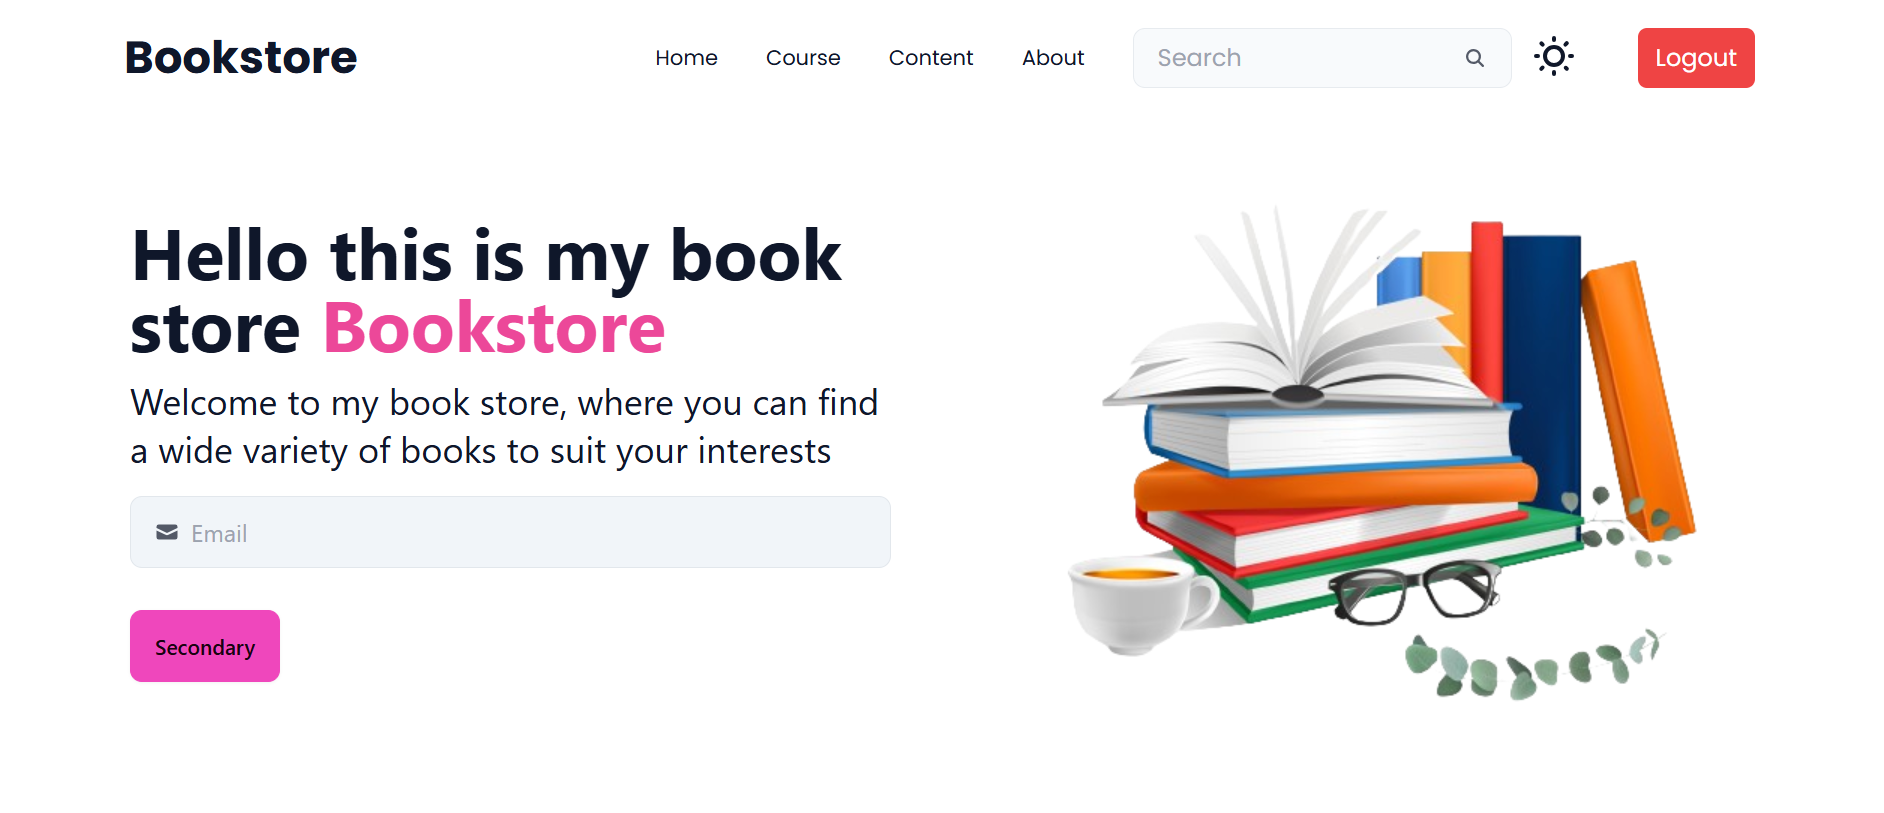 Bookstore
Home Course Content About Search Logout
Hello this is my book
store Bookstore
Welcome to my book store, where you can find
a wide variety of books to suit your interests
Email
Secondary